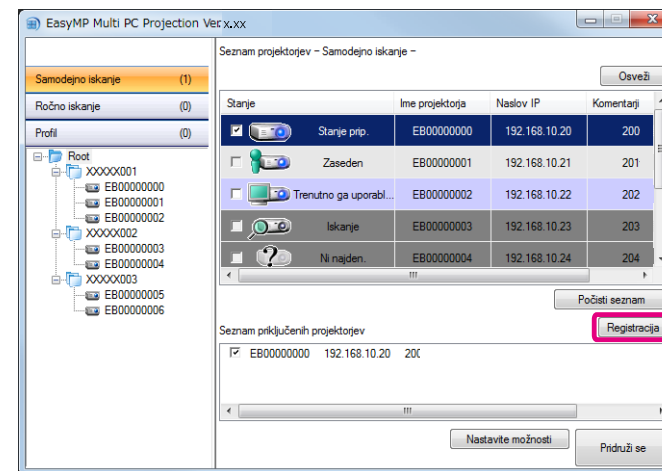 EasyMP Multi PC Projection Ver.x.xx
Seznam projektorjev – Samodejno iskanje –
Samodejno iskanje (1)
Ročno iskanje (0)
Profil (0)
Root
XXXXX001
EB00000000
EB00000001
EB00000002
XXXXX002
EB00000003
EB00000004
XXXXX003
EB00000005
EB00000006
Osveži
Stanje Ime projektorja Naslov IP Komentarji
Stanje prip. EB00000000 192.168.10.20 200
Zaseden EB00000001 192.168.10.21 201
Trenutno ga uporabl... EB00000002 192.168.10.22 202
Iskanje EB00000003 192.168.10.23 203
Ni najden. EB00000004 192.168.10.24 204
Počisti seznam
Seznam priključenih projektorjev
Registracija
EB00000000 192.168.10.20 200
Nastavite možnosti
Pridruži se